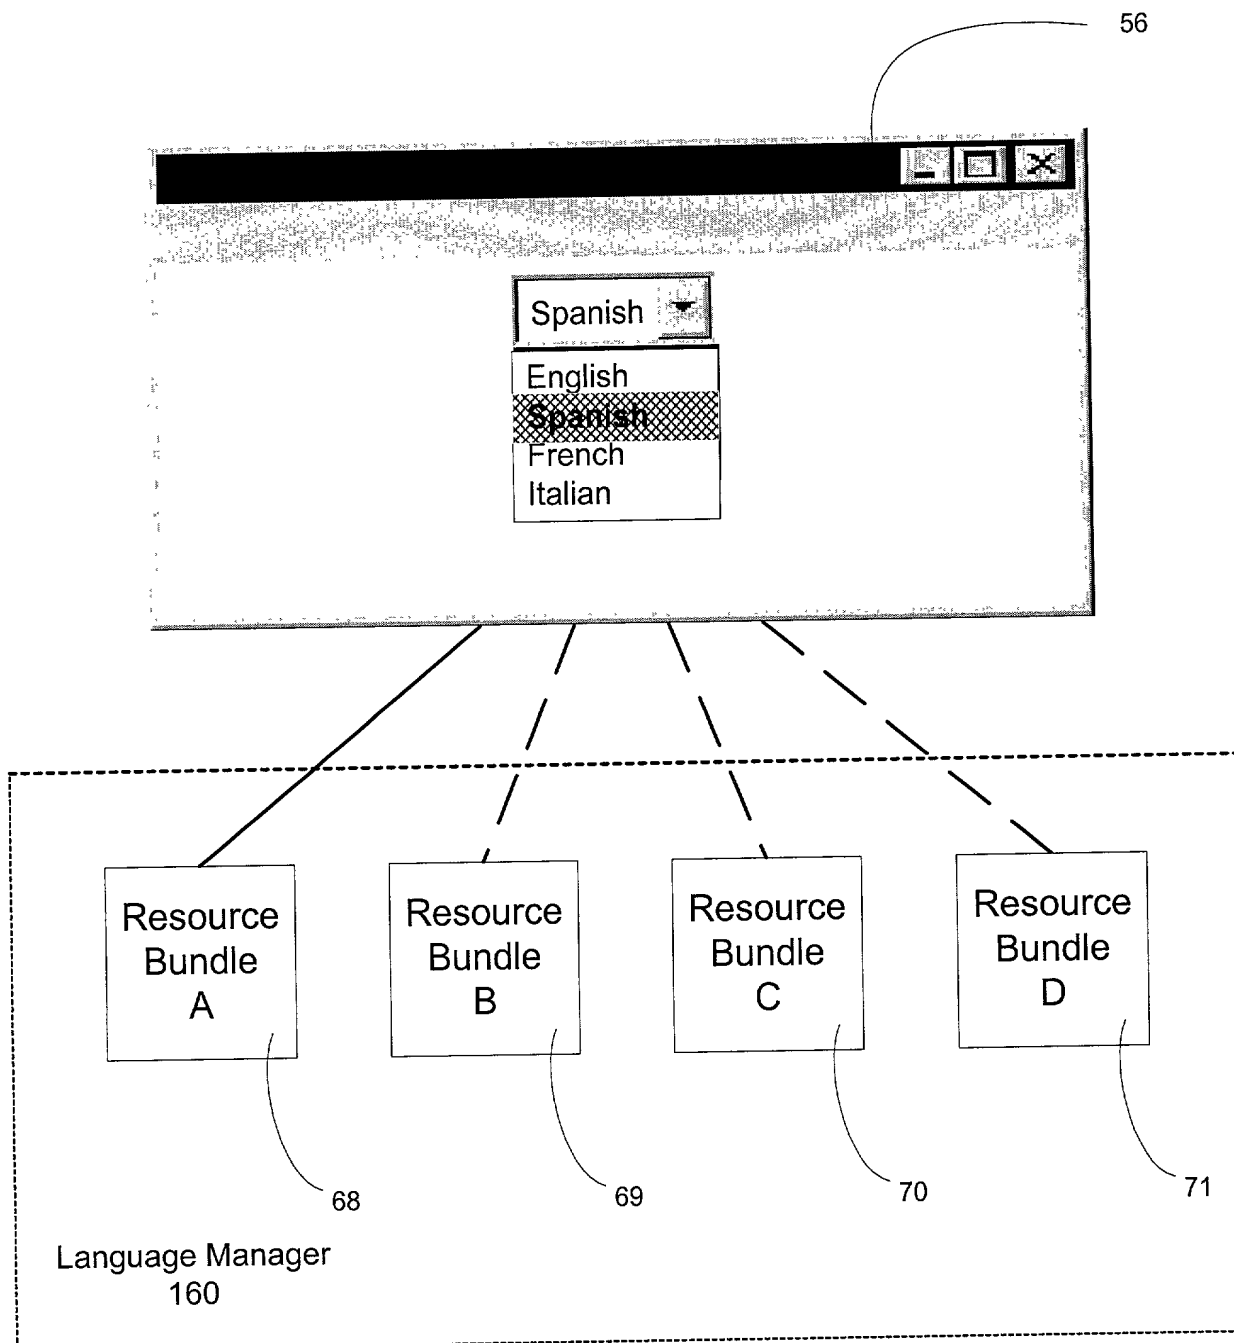 56
Spanish
English
Spanish
French
Italian
Resource
Bundle
A
Resource
Bundle
B
Resource
Bundle
C
Resource
Bundle
D
68
69
70
71
Language Manager
160